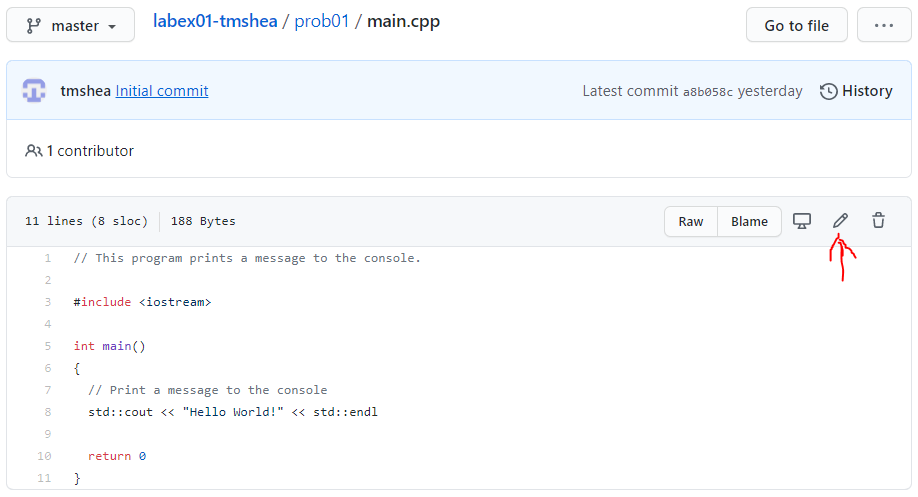 master labex01-tmshea / prob01 / main.cpp Go to file ...
tmshea Initial commit Latest commit a8b058c yesterday History
1 contributor
11 lines (8 sloc) 188 Bytes Raw Blame
1 // This program prints a message to the console.
2
3 #include <iostream>
4
5 int main()
6 {
7 // Print a message to the console
8 std::cout << "Hello World!" << std::endl
9
10 return 0
11 }